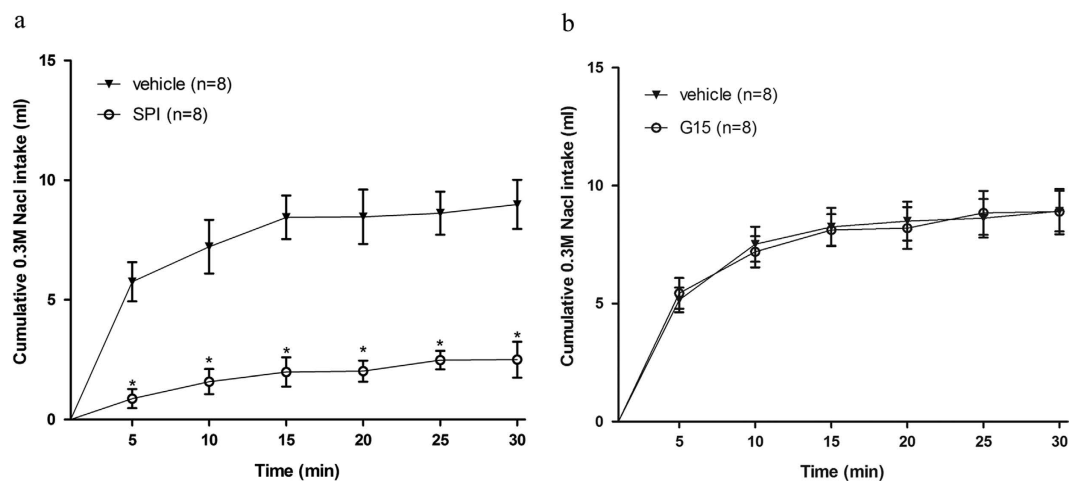 a
Cumulative 0.3M Nacl intake (ml)
15
10
5
0
vehicle (n=8)
SPI (n=8)
* * * * * *
5 10 15 20 25 30
Time (min)
b
Cumulative 0.3M Nacl intake (ml)
15
10
5
0
vehicle (n=8)
G15 (n=8)
5 10 15 20 25 30
Time (min)